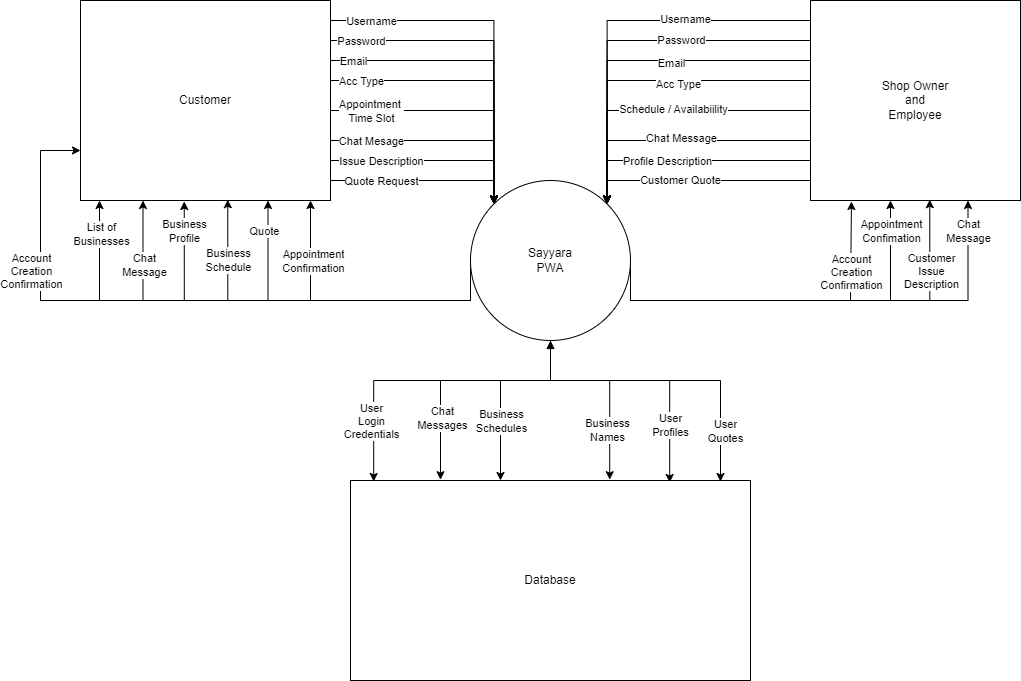 Customer
Username
Password
Email
Acc Type
Appointment
Time Slot
Chat Mesage
Issue Description
Quote Request
Username
Password
Email
Acc Type
Schedule / Availabiility
Chat Message
Profile Description
Customer Quote
Shop Owner
and
Employee
Account
Creation
Confirmation
List of
Businesses
Chat
Message
Business
Profile
Business
Schedule
Quote
Appointment
Confirmation
Sayyara
PWA
Account
Creation
Confirmation
Appointment
Confimation
Customer
Issue
Description
Chat
Message
User
Login
Credentials
Chat
Messages
Business
Schedules
Business
Names
User
Profiles
User
Quotes
Database